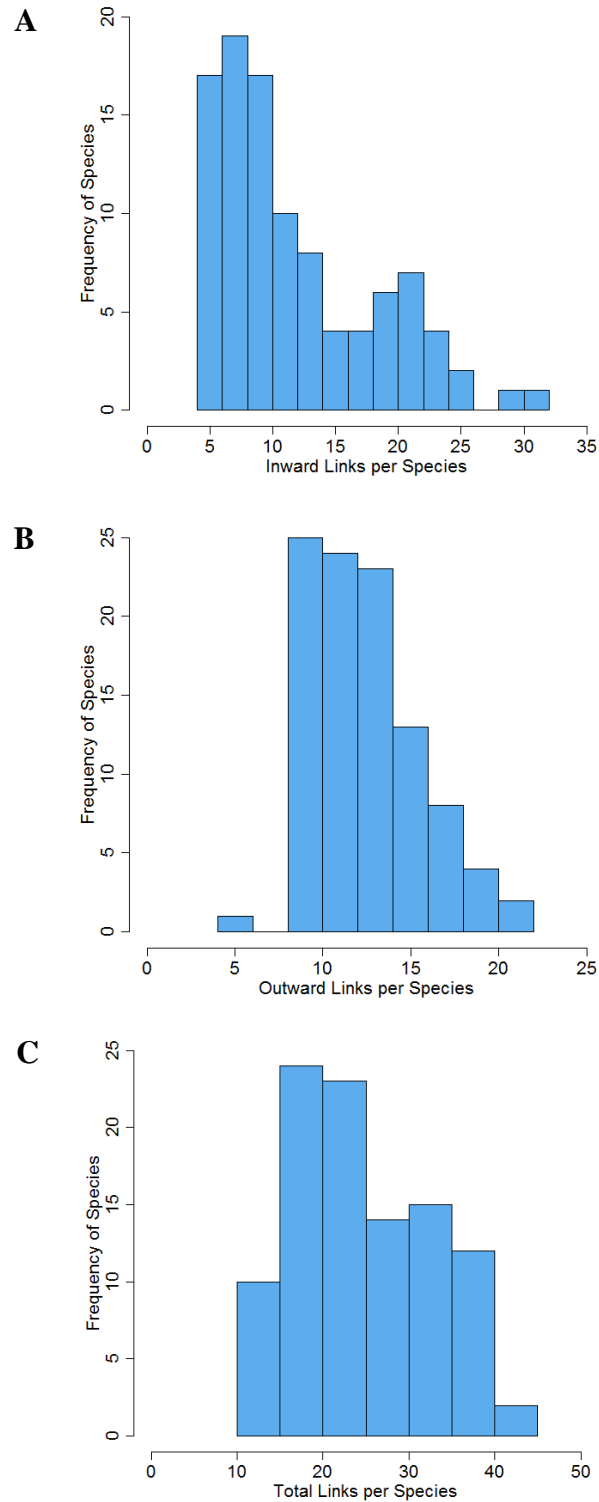 A
Frequency of Species
20
15
10
5
0
0 5 10 15 20 25 30 35
Inward Links per Species
B
Frequency of Species
25
20
15
10
5
0
0 5 10 15 20 25
Outward Links per Species
C
Frequency of Species
25
20
15
10
5
0
0 10 20 30 40 50
Total Links per Species